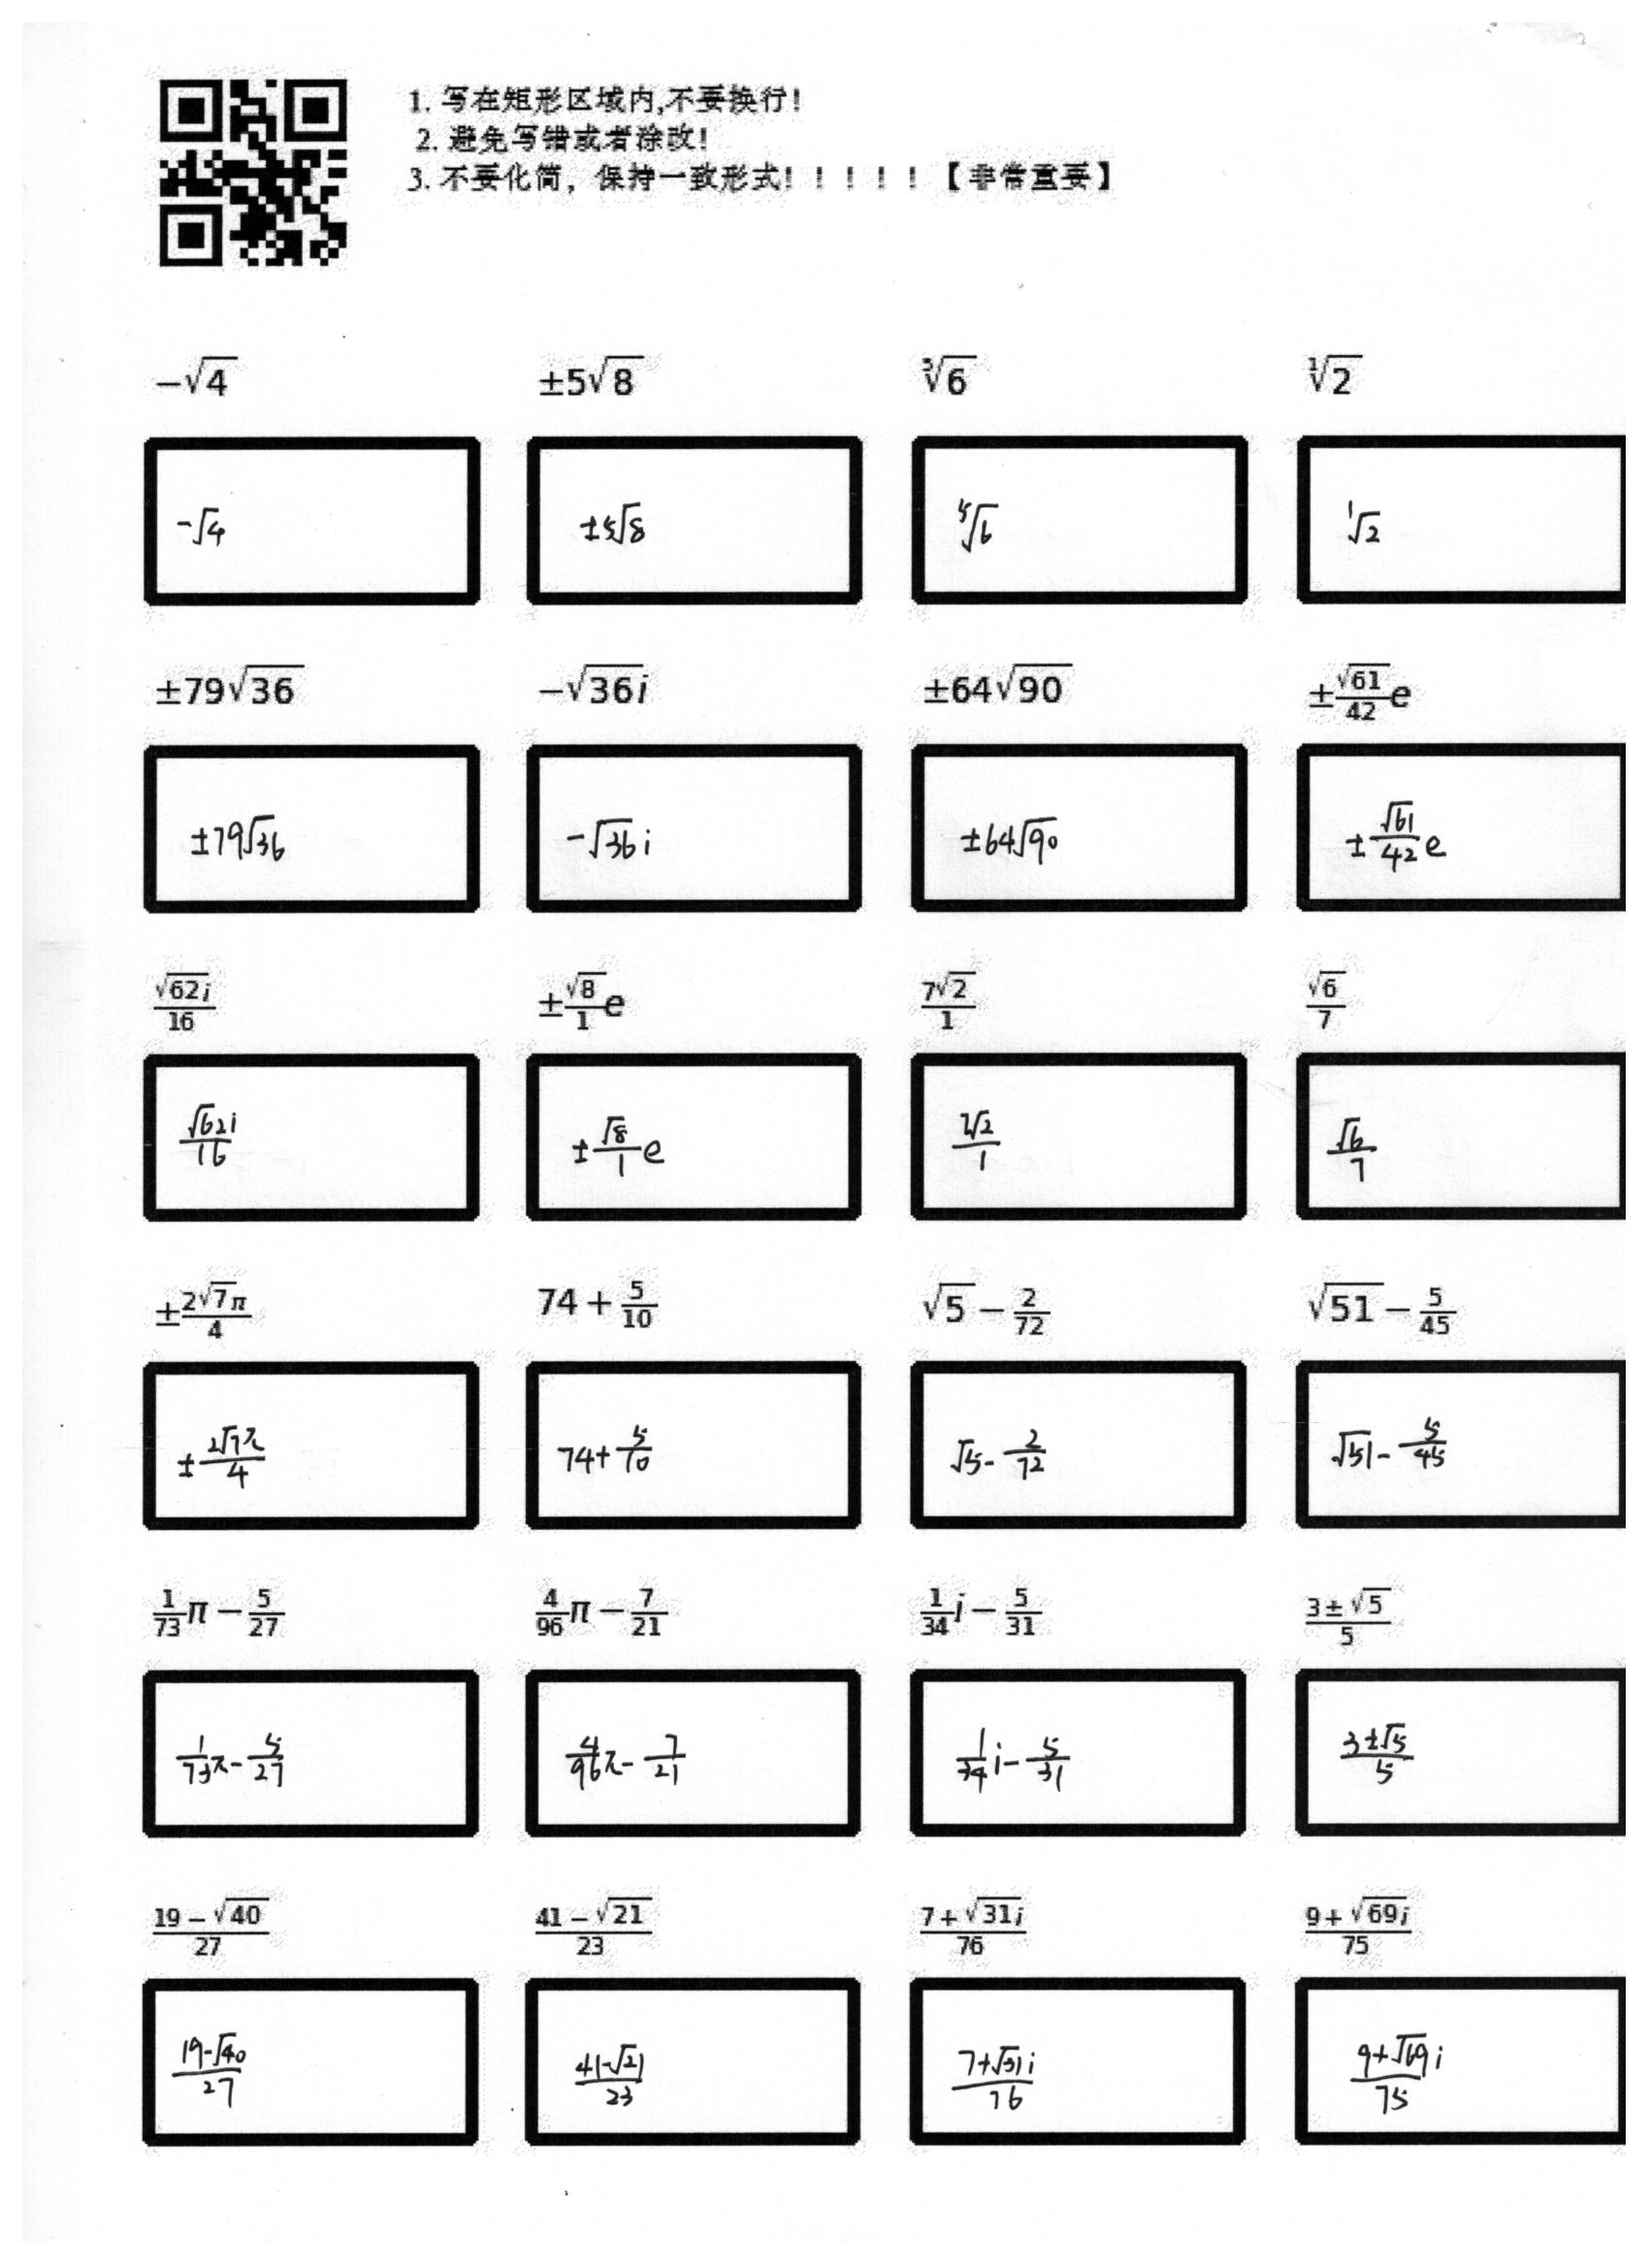 1. 写在矩形区域内,不要换行!
2. 避免写错或者涂改!
3. 不要化简，保持一致形式! ! ! ! ! 【非常重要】
$-\sqrt{4}$ $\pm5\sqrt{8}$ $\sqrt[5]{6}$ $\sqrt[1]{2}$
$-\sqrt{4}$ $\pm5\sqrt{8}$ $\sqrt[5]{6}$ $\sqrt[1]{2}$
$\pm79\sqrt{36}$ $-\sqrt{36}i$ $\pm64\sqrt{90}$ $\pm\frac{\sqrt{61}}{42}e$
$\pm79\sqrt{36}$ $-\sqrt{36}i$ $\pm64\sqrt{90}$ $\pm\frac{\sqrt{61}}{42}e$
$\frac{\sqrt{62}i}{16}$ $\pm\frac{\sqrt{8}}{1}e$ $\frac{7\sqrt{2}}{1}$ $\frac{\sqrt{6}}{7}$
$\frac{\sqrt{62}i}{16}$ $\pm\frac{\sqrt{8}}{1}e$ $\frac{7\sqrt{2}}{1}$ $\frac{\sqrt{6}}{7}$
$\pm\frac{2\sqrt{7}\pi}{4}$ $74+\frac{5}{10}$ $\sqrt{5}-\frac{2}{72}$ $\sqrt{51}-\frac{5}{45}$
$\pm\frac{2\sqrt{7}\pi}{4}$ $74+\frac{5}{10}$ $\sqrt{5}-\frac{2}{72}$ $\sqrt{51}-\frac{5}{45}$
$\frac{1}{73}\pi-\frac{5}{27}$ $\frac{4}{96}\pi-\frac{7}{21}$ $\frac{1}{34}i-\frac{5}{31}$ $\frac{3\pm\sqrt{5}}{5}$
$\frac{1}{73}\pi-\frac{5}{27}$ $\frac{4}{96}\pi-\frac{7}{21}$ $\frac{1}{34}i-\frac{5}{31}$ $\frac{3\pm\sqrt{5}}{5}$
$\frac{19-\sqrt{40}}{27}$ $\frac{41-\sqrt{21}}{23}$ $\frac{7+\sqrt{31}i}{76}$ $\frac{9+\sqrt{69}i}{75}$
$\frac{19-\sqrt{40}}{27}$ $\frac{41-\sqrt{21}}{23}$ $\frac{7+\sqrt{31}i}{76}$ $\frac{9+\sqrt{69}i}{75}$